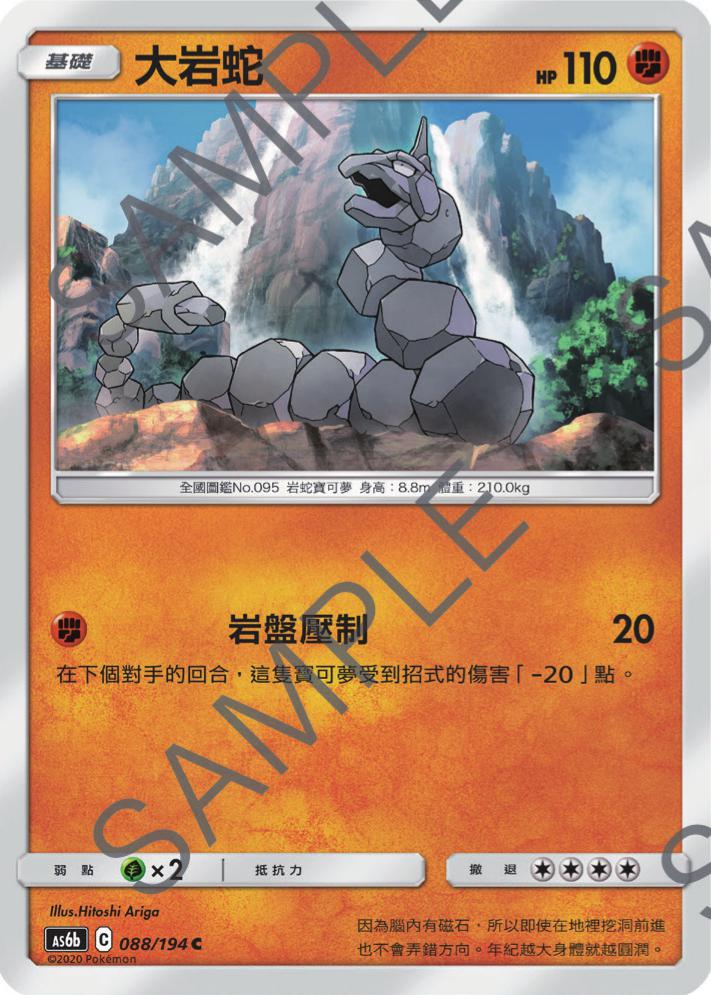 基礎 大岩蛇 HP 110
全國圖鑑No.095 岩蛇寶可夢 身高：8.8m 體重：210.0kg
岩盤壓制 20
在下個對手的回合，這隻寶可夢受到招式的傷害「-20」點。
弱點 ×2 抵抗力 撤退
Illus.Hitoshi Ariga
因為腦內有磁石，所以即使在地裡挖洞前進
AS6b C 088/194 C
也不會弄錯方向。年紀越大身體就越圓潤。
©2020 Pokémon
SAMPLE
SAMPLE
SA
S